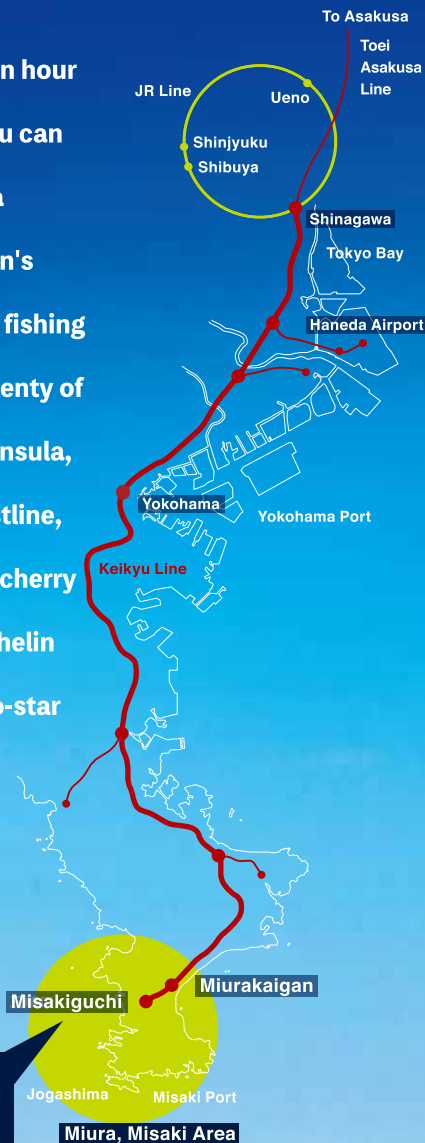 To Asakusa
Toei
Asakusa
Line
JR Line
Ueno
Shinjyuku
Shibuya
Shinagawa
Tokyo Bay
Haneda Airport
Yokohama
Yokohama Port
Keikyu Line
Miurakaigan
Misakiguchi
Jogashima
Misaki Port
Miura, Misaki Area
n hour
u can
a
n's
fishing
enty of
nsula,
tline,
cherry
helin
o-star